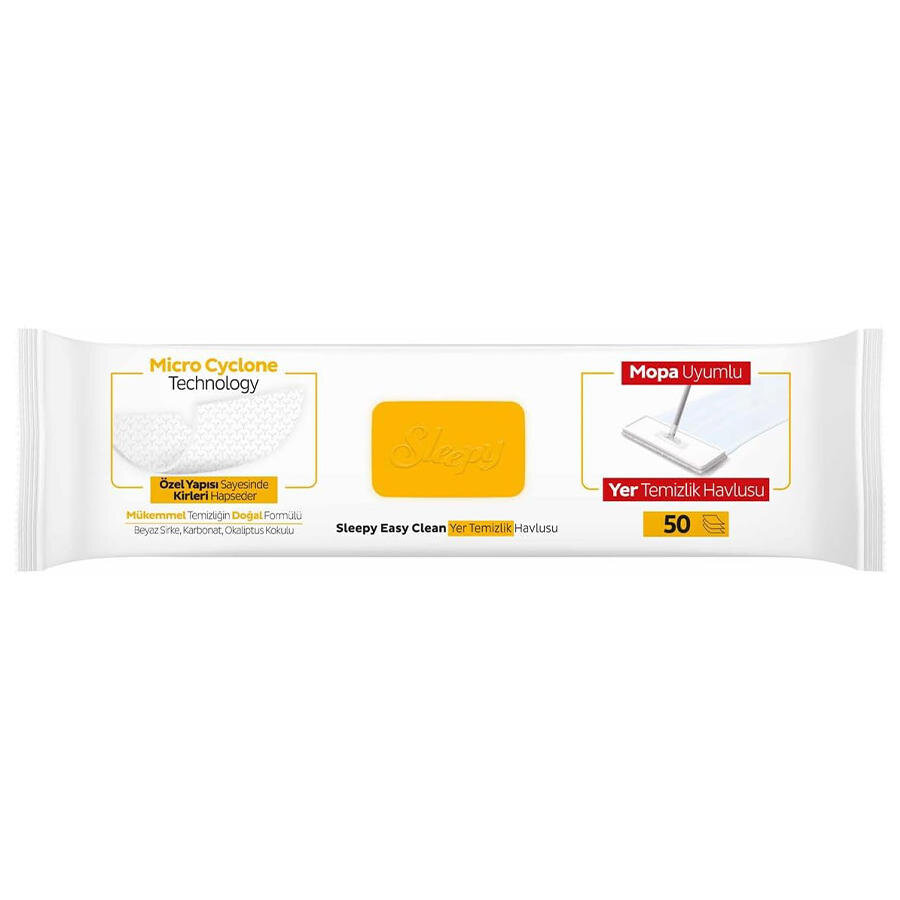 Micro Cyclone
Technology
Özel Yapısı Sayesinde
Kirleri Hapseder
Mükemmel Temizliğin Doğal Formülü
Beyaz Sirke, Karbonat, Okaliptus Kokulu
Sleepy
Sleepy Easy Clean Yer Temizlik Havlusu
Mopa Uyumlu
Yer Temizlik Havlusu
50